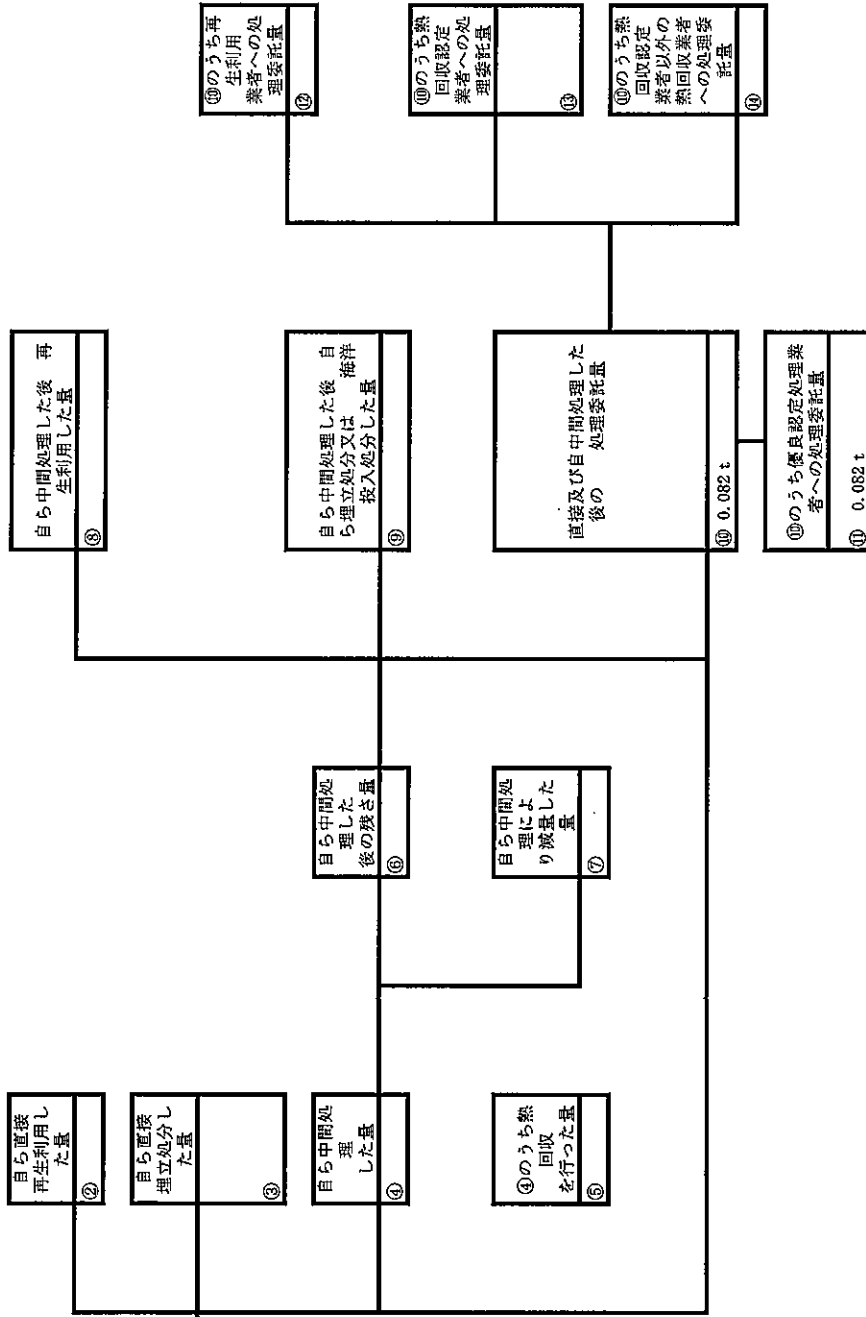 自ら直接
再生利用し
た量
②
自ら直接
埋立処分し
た量
③
自ら中間処
理
した量
④
④のうち熱
回収
を行った量
⑤
自ら中間処
理した
後の残さ量
⑥
自ら中間処
理によ
り減量した
量
⑦
自ら中間処理した後 再
生利用した量
⑧
自ら中間処理した後 自
ら埋立処分又は 海洋
投入処分した量
⑨
直接及び自中間処理した
後の 処理委託量
⑩ 0.082 t
⑩のうち優良認定処理業
者への処理委託量
⑪ 0.082 t
⑩のうち再
生利用
業者への処
理委託量
⑫
⑩のうち熱
回収認定
業者への処
理委託量
⑬
⑩のうち熱
回収認定
業者以外の
熱回収業者
への処理委
託量
⑭